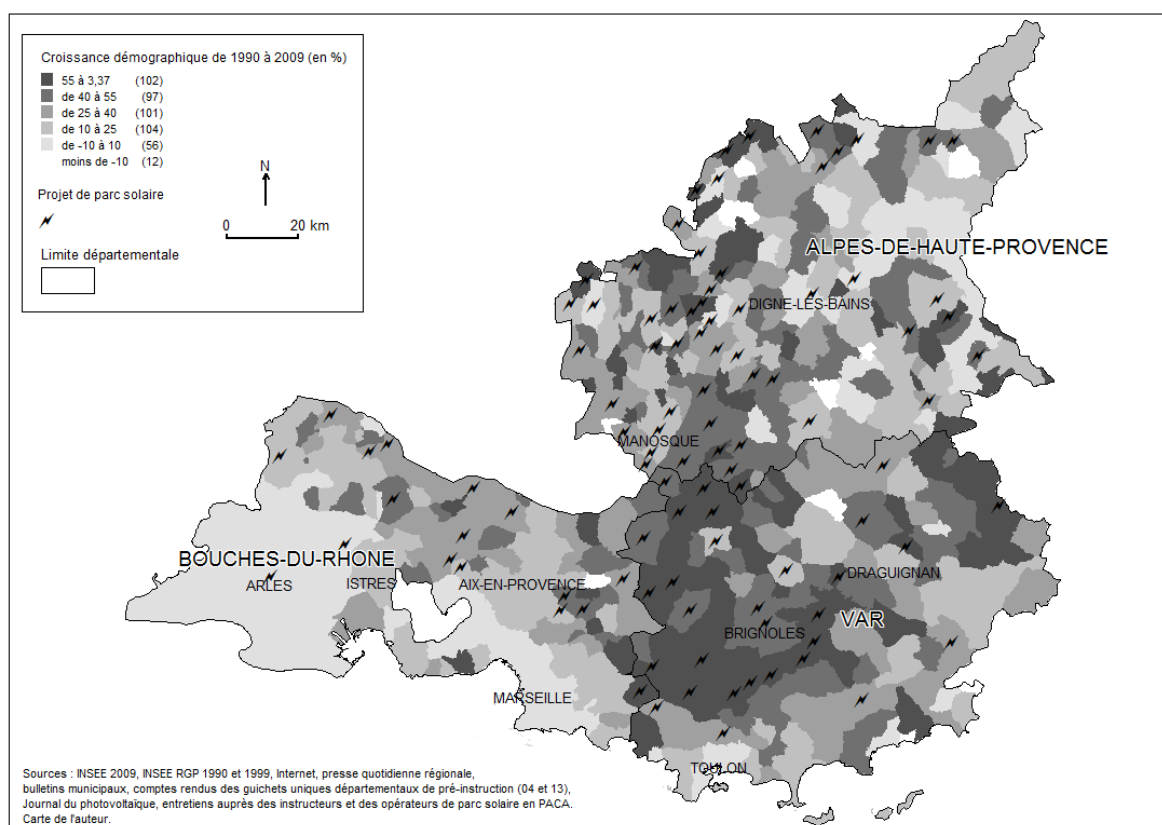 Croissance démographique de 1990 à 2009 (en %)
55 à 3,37 (102)
de 40 à 55 (97)
de 25 à 40 (101)
de 10 à 25 (104)
de -10 à 10 (56)
moins de -10 (12)
Projet de parc solaire
N
0 20 km
Limite départementale
ALPES-DE-HAUTE-PROVENCE
DIGNE-LES-BAINS
MANOSQUE
BOUCHES-DU-RHONE
ARLES
ISTRES
AIX-EN-PROVENCE
DRAGUIGNAN
VAR
BRIGNOLES
MARSEILLE
TOULON
Sources : INSEE 2009, INSEE RGP 1990 et 1999, Internet, presse quotidienne régionale,
bulletins municipaux, comptes rendus des guichets uniques départementaux de pré-instruction (04 et 13),
Journal du photovoltaïque, entretiens auprès des instructeurs et des opérateurs de parc solaire en PACA.
Carte de l'auteur.